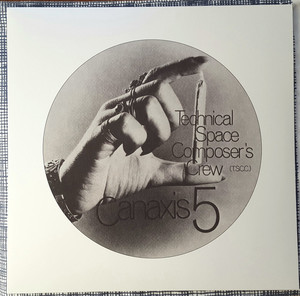 Technical
Space
Composer's
Crew (T.S.C.C.)
Canaxis 5